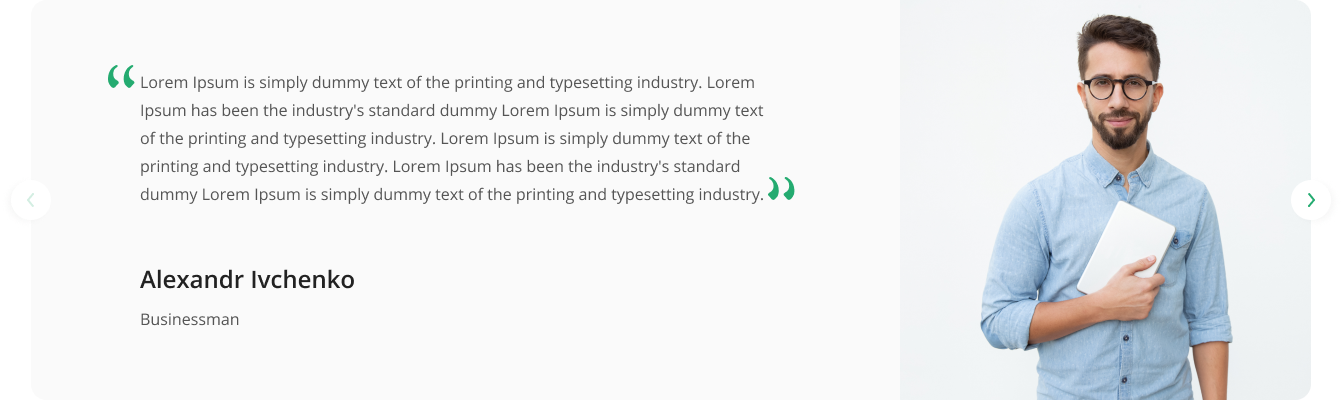 “ Lorem Ipsum is simply dummy text of the printing and typesetting industry. Lorem
Ipsum has been the industry's standard dummy Lorem Ipsum is simply dummy text
of the printing and typesetting industry. Lorem Ipsum is simply dummy text of the
printing and typesetting industry. Lorem Ipsum has been the industry's standard
dummy Lorem Ipsum is simply dummy text of the printing and typesetting industry. ”
Alexandr Ivchenko
Businessman